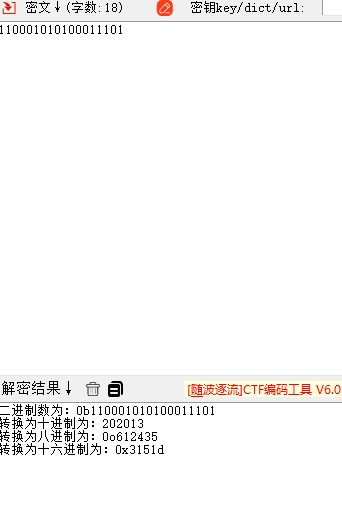 密文↓(字数:18) 密钥key/dict/url:
110001010100011101
解密结果↓ [随波逐流]CTF编码工具 V6.0
二进制数为: 0b110001010100011101
转换为十进制为: 202013
转换为八进制为: 0o612435
转换为十六进制为: 0x3151d